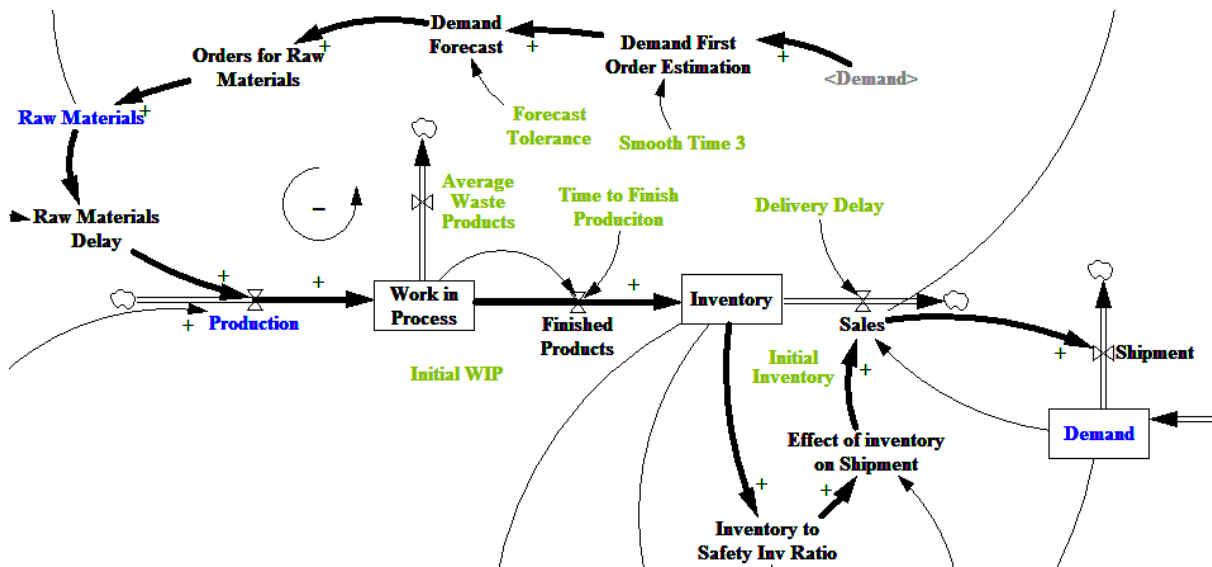 Demand
Forecast
Demand First
Order Estimation
<Demand>
Orders for Raw
Materials
Raw Materials
Forecast
Tolerance
Smooth Time 3
Average
Waste
Products
Time to Finish
Produciton
Delivery Delay
Raw Materials
Delay
Production
Work in
Process
Finished
Products
Inventory
Sales
Shipment
Initial WIP
Initial
Inventory
Demand
Effect of inventory
on Shipment
Inventory to
Safety Inv Ratio
+
+
+
+
–
+
+
+
+
+
+
+
+